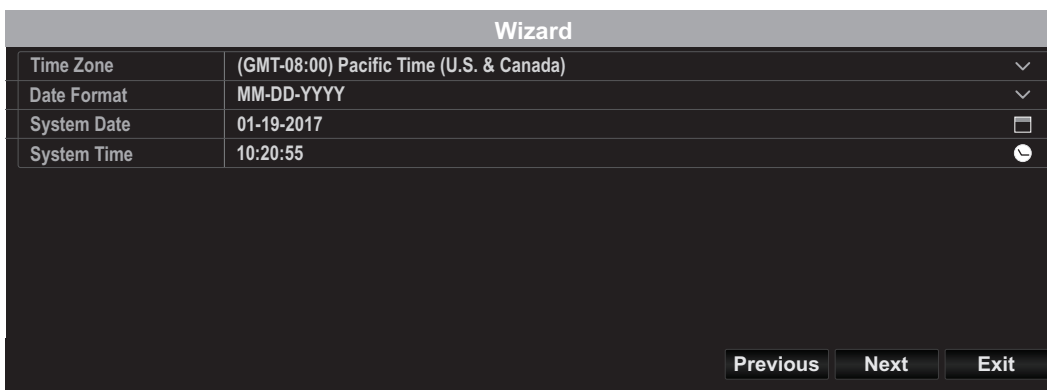 Wizard
Time Zone (GMT-08:00) Pacific Time (U.S. & Canada)
Date Format MM-DD-YYYY
System Date 01-19-2017
System Time 10:20:55
Previous Next Exit